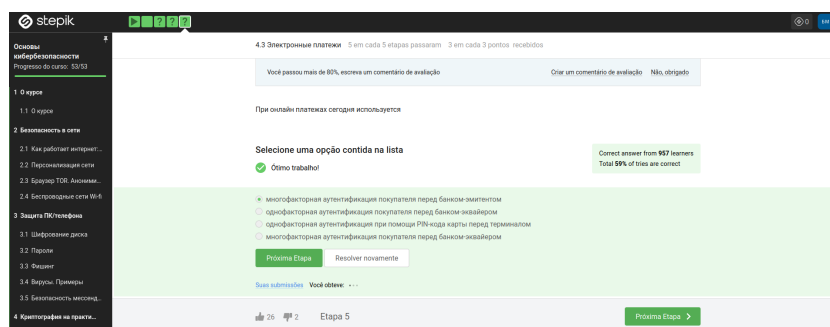 stepik
? ? ?
0
Основы
кибербезопасности
Progresso do curso: 53/53
1 О курсе
1.1 О курсе
2 Безопасность в сети
2.1 Как работает интернет:...
2.2 Персонализация сети
2.3 Браузер TOR. Аноними...
2.4 Беспроводные сети Wi-fi
3 Защита ПК/телефона
3.1 Шифрование диска
3.2 Пароли
3.3 Фишинг
3.4 Вирусы. Примеры
3.5 Безопасность мессенд...
4 Криптография на практи...
4.3 Электронные платежи 5 em cada 5 etapas passaram 3 em cada 3 pontos recebidos
Você passou mais de 80%, escreva um comentário de avaliação Criar um comentário de avaliação Não, obrigado
При онлайн платежах сегодня используется
Selecione uma opção contida na lista
Ótimo trabalho!
Correct answer from 957 learners
Total 59% of tries are correct
многофакторная аутентификация покупателя перед банком-эмитентом
однофакторная аутентификация покупателя перед банком-эквайером
однофакторная аутентификация при помощи PIN-кода карты перед терминалом
многофакторная аутентификация покупателя перед банком-эквайером
Próxima Etapa Resolver novamente
Suas submissões Você obteve:
26 2 Etapa 5 Próxima Etapa